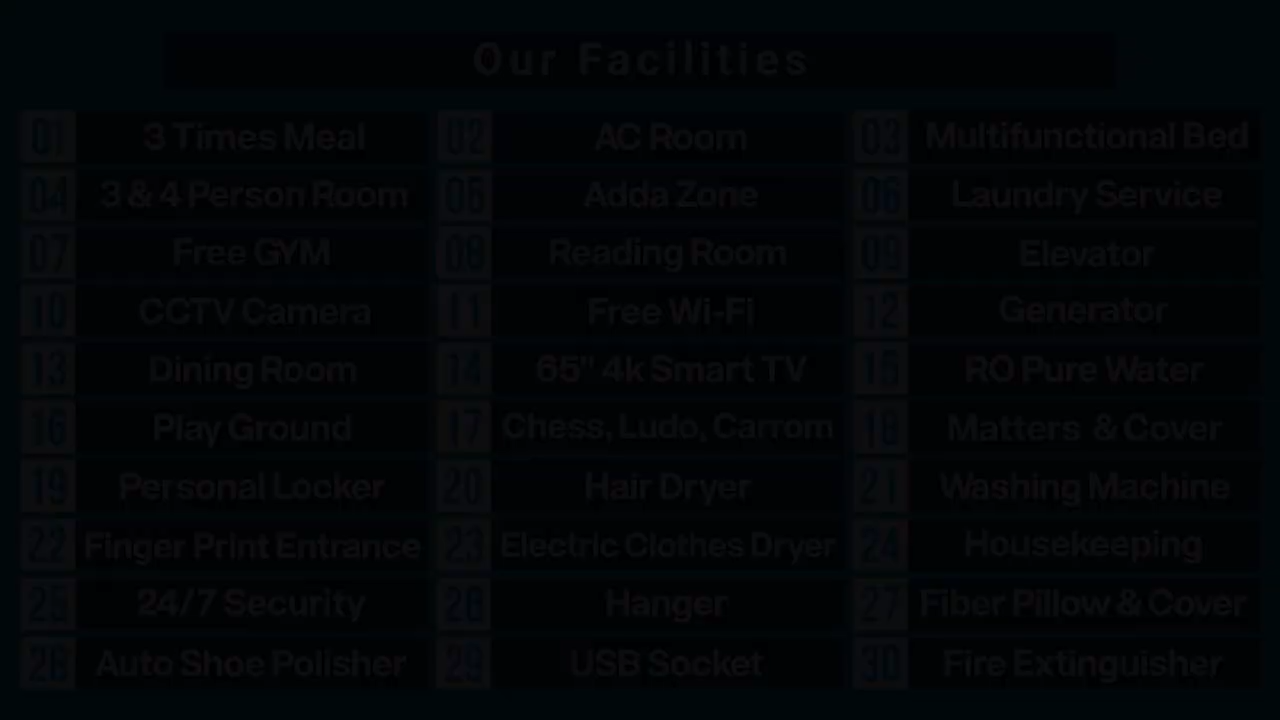 Our Facilities
01 3 Times Meal 02 AC Room 03 Multifunctional Bed
04 3 & 4 Person Room 05 Adda Zone 06 Laundry Service
07 Free GYM 08 Reading Room 09 Elevator
10 CCTV Camera 11 Free Wi-Fi 12 Generator
13 Dining Room 14 65" 4k Smart TV 15 RO Pure Water
16 Play Ground 17 Chess, Ludo, Carrom 18 Matters & Cover
19 Personal Locker 20 Hair Dryer 21 Washing Machine
22 Finger Print Entrance 23 Electric Clothes Dryer 24 Housekeeping
25 24/7 Security 26 Hanger 27 Fiber Pillow & Cover
28 Auto Shoe Polisher 29 USB Socket 30 Fire Extinguisher